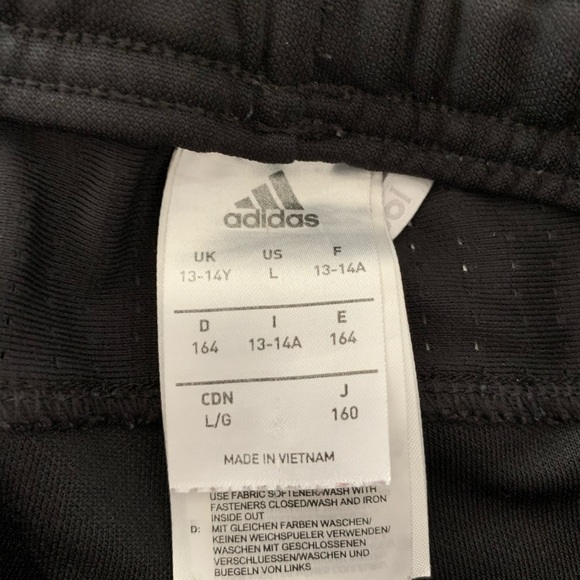 adidas
UK US F
13-14Y L 13-14A
D I E
164 13-14A 164
CDN J
L/G 160
MADE IN VIETNAM
USE FABRIC SOFTENER/WASH WITH
FASTENERS CLOSED/WASH AND IRON
INSIDE OUT
D: MIT GLEICHEN FARBEN WASCHEN/
KEINEN WEICHSPUELER VERWENDEN/
WASCHEN MIT GESCHLOSSENEN
VERSCHLUESSEN/WASCHEN UND
BUEGELN VON LINKS